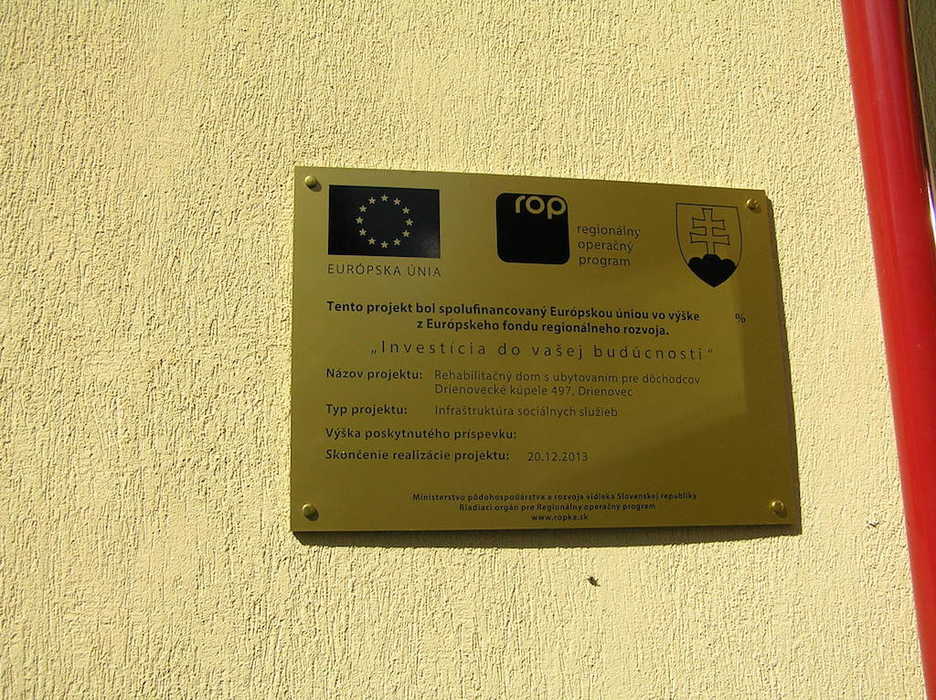 EURÓPSKA ÚNIA
rop
regionálny
operačný
program
Tento projekt bol spolufinancovaný Európskou úniou vo výške %
z Európskeho fondu regionálneho rozvoja.
„Investícia do vašej budúcnosti“
Názov projektu: Rehabilitačný dom s ubytovaním pre dôchodcov
Drienovecké kúpele 497, Drienovec
Typ projektu: Infraštruktúra sociálnych služieb
Výška poskytnutého príspevku:
Skončenie realizácie projektu: 20.12.2013
Ministerstvo pôdohospodárstva a rozvoja vidieka Slovenskej republiky
Riadiaci orgán pre Regionálny operačný program
www.ropka.sk